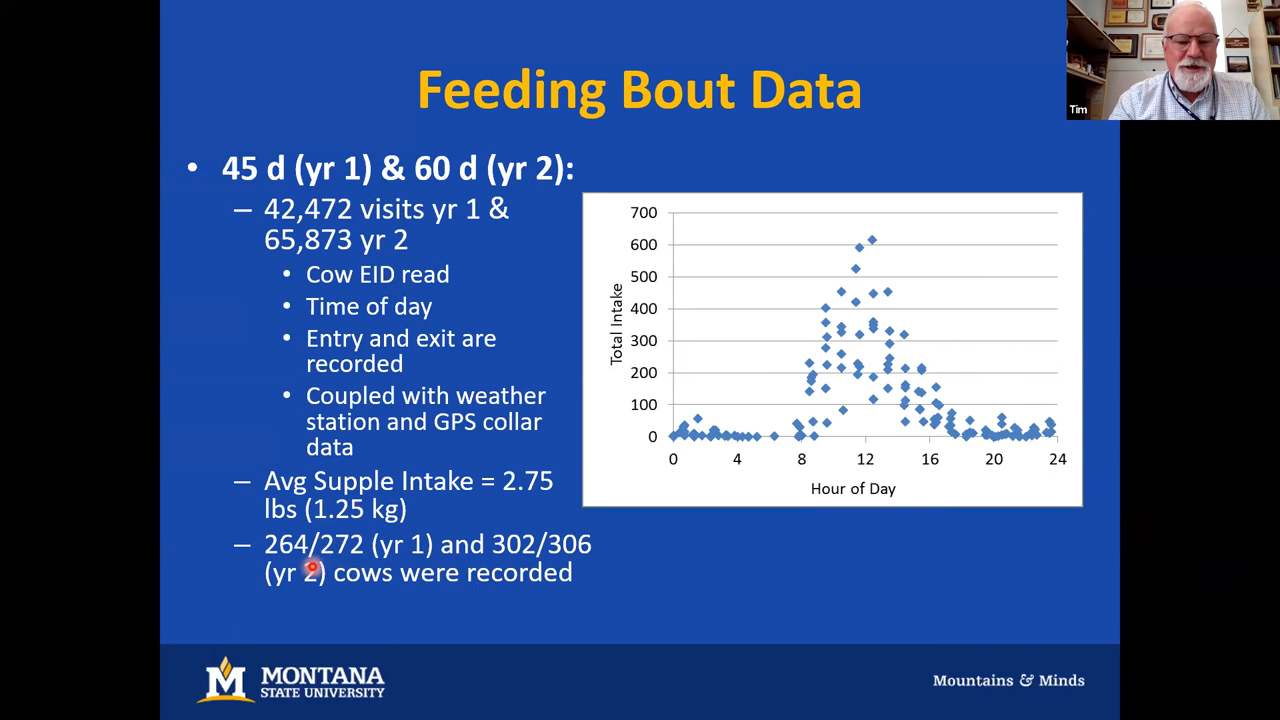 Feeding Bout Data
Tim
• 45 d (yr 1) & 60 d (yr 2):
– 42,472 visits yr 1 &
65,873 yr 2
• Cow EID read
• Time of day
• Entry and exit are
recorded
• Coupled with weather
station and GPS collar
data
– Avg Supple Intake = 2.75
lbs (1.25 kg)
– 264/272 (yr 1) and 302/306
(yr 2) cows were recorded
Total Intake
700
600
500
400
300
200
100
0
0 4 8 12 16 20 24
Hour of Day
M MONTANA
STATE UNIVERSITY
Mountains & Minds